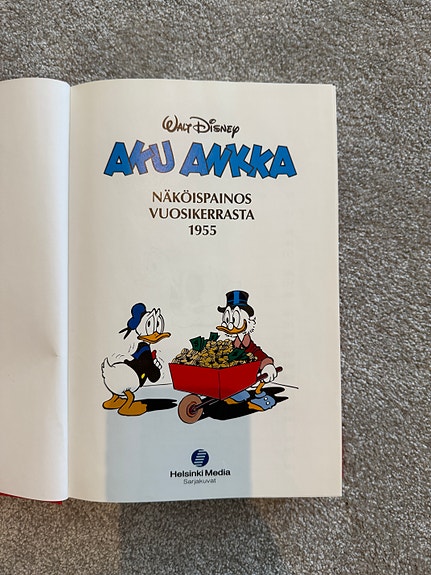 Walt Disney
AKU ANKKA
NÄKÖISPAINOS
VUOSIKERRASTA
1955
Helsinki Media
Sarjakuvat